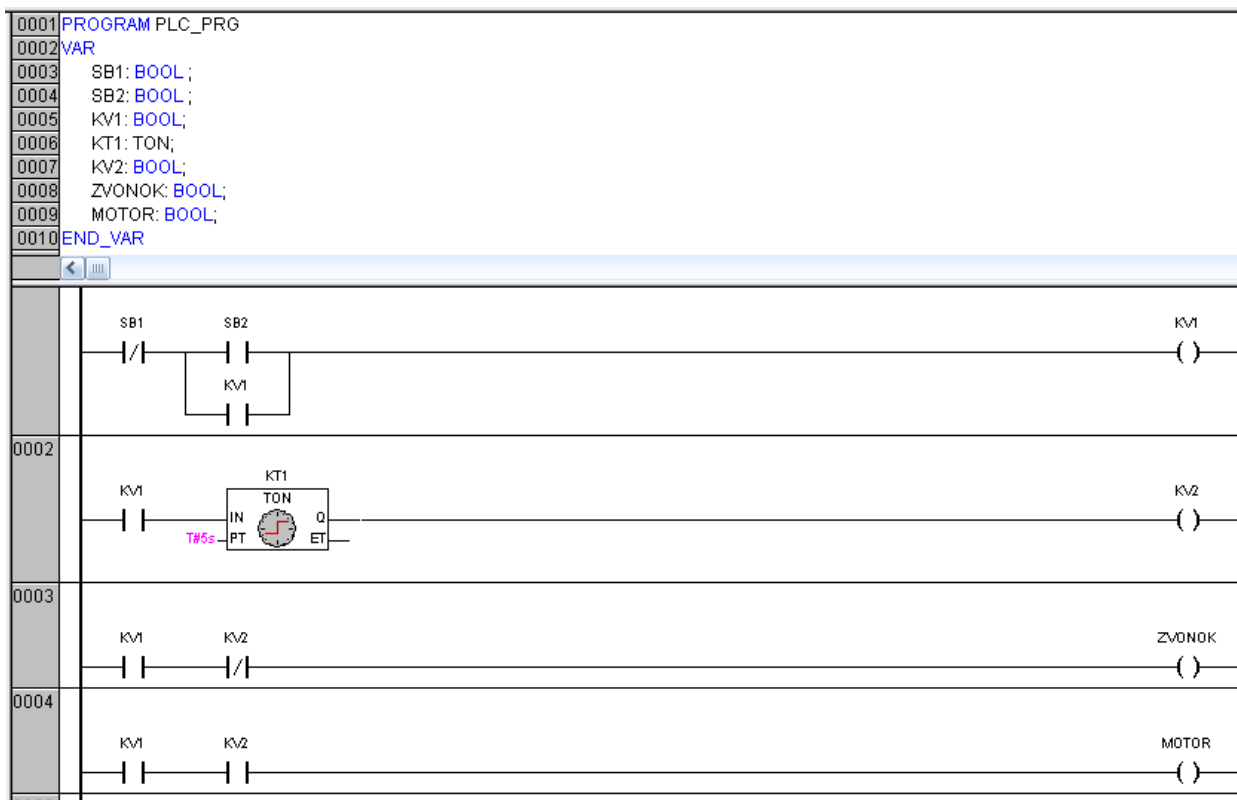 0001 PROGRAM PLC_PRG
0002 VAR
0003 SB1: BOOL ;
0004 SB2: BOOL ;
0005 KV1: BOOL;
0006 KT1: TON;
0007 KV2: BOOL;
0008 ZVONOK: BOOL;
0009 MOTOR: BOOL;
0010 END_VAR
SB1 SB2 KV1
KV1
0002
KT1
KV1 TON KV2
IN Q
T#5s PT ET
0003
KV1 KV2 ZVONOK
0004
KV1 KV2 MOTOR